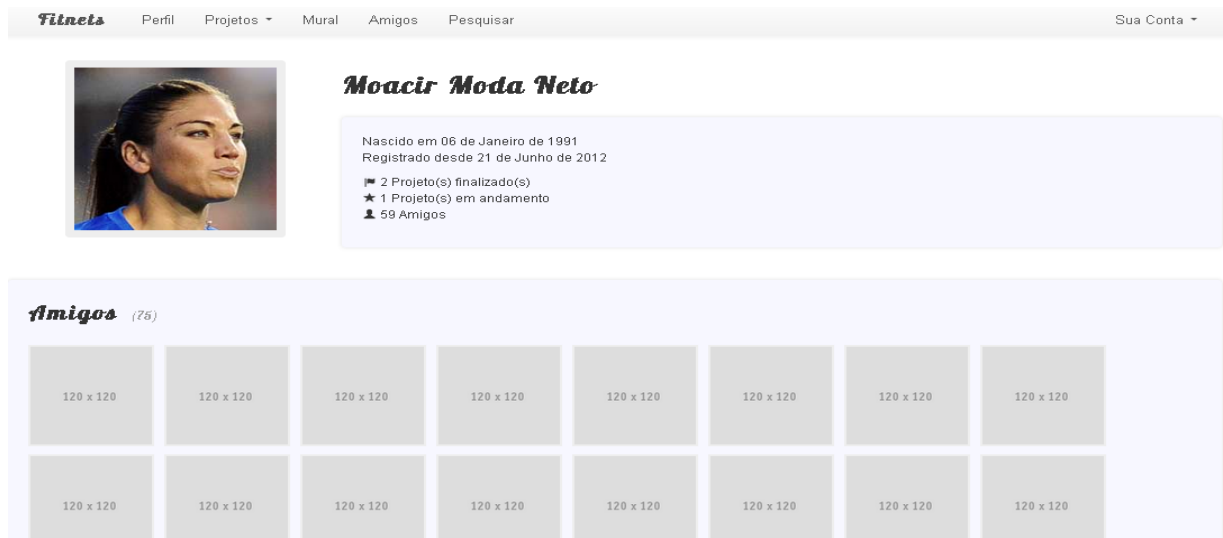 Fitnets Perfil Projetos Mural Amigos Pesquisar Sua Conta
Moacir Moda Neto
Nascido em 06 de Janeiro de 1991
Registrado desde 21 de Junho de 2012
2 Projeto(s) finalizado(s)
1 Projeto(s) em andamento
59 Amigos
Amigos (75)
120 x 120 120 x 120 120 x 120 120 x 120 120 x 120 120 x 120 120 x 120 120 x 120
120 x 120 120 x 120 120 x 120 120 x 120 120 x 120 120 x 120 120 x 120 120 x 120